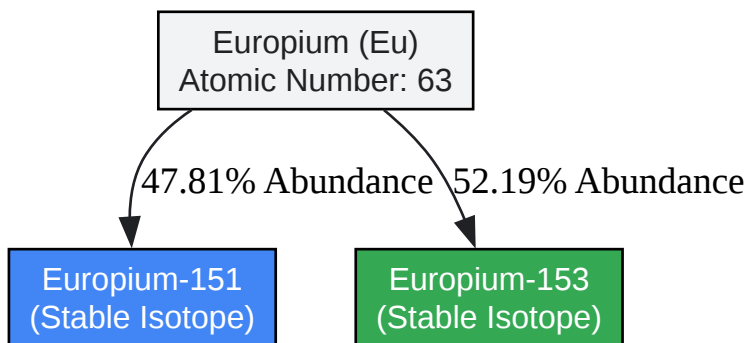 Europium (Eu)
Atomic Number: 63
47.81% Abundance
52.19% Abundance
Europium-151
(Stable Isotope)
Europium-153
(Stable Isotope)